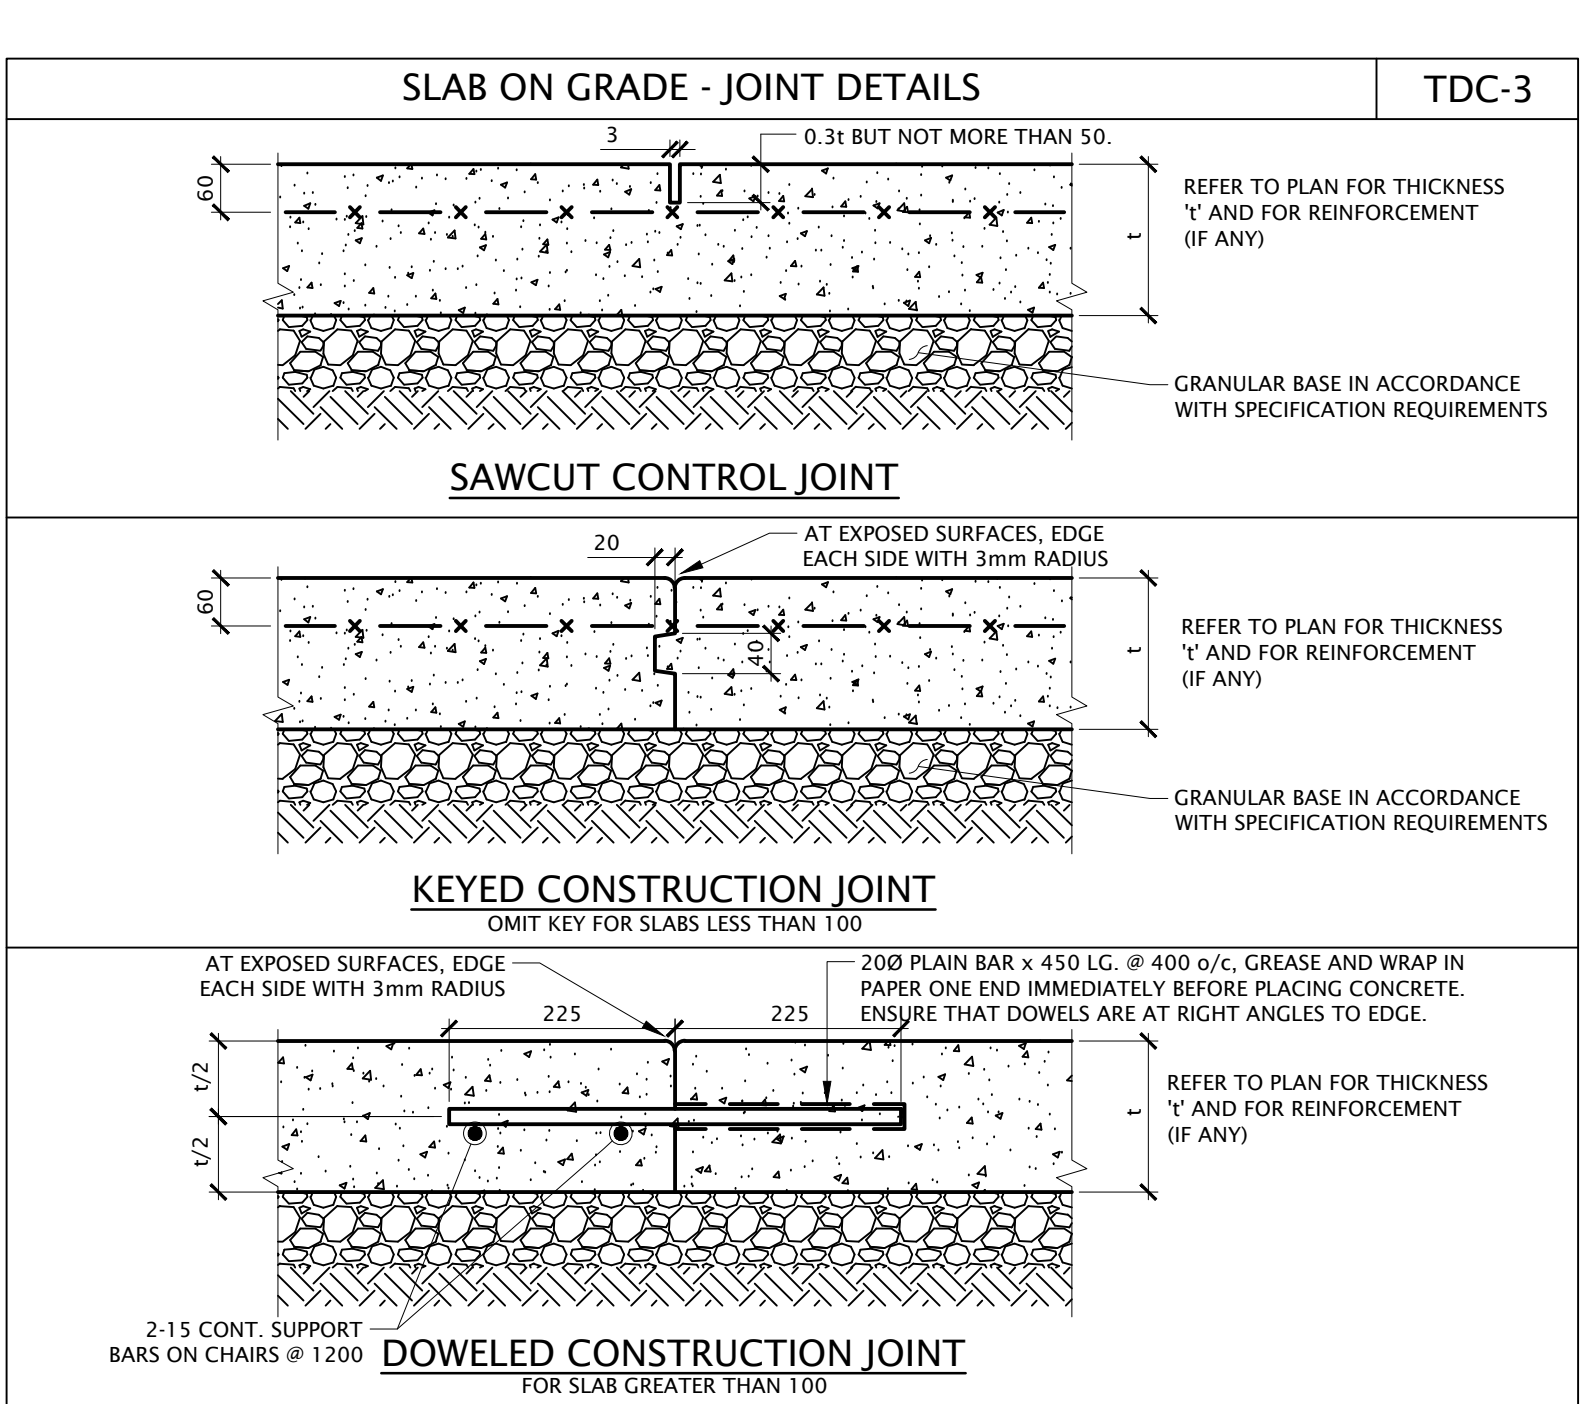 SLAB ON GRADE - JOINT DETAILS
TDC-3
3
0.3t BUT NOT MORE THAN 50.
60
t
REFER TO PLAN FOR THICKNESS
't' AND FOR REINFORCEMENT
(IF ANY)
GRANULAR BASE IN ACCORDANCE
WITH SPECIFICATION REQUIREMENTS
SAWCUT CONTROL JOINT
20
AT EXPOSED SURFACES, EDGE
EACH SIDE WITH 3mm RADIUS
60
40
t
REFER TO PLAN FOR THICKNESS
't' AND FOR REINFORCEMENT
(IF ANY)
GRANULAR BASE IN ACCORDANCE
WITH SPECIFICATION REQUIREMENTS
KEYED CONSTRUCTION JOINT
OMIT KEY FOR SLABS LESS THAN 100
AT EXPOSED SURFACES, EDGE
EACH SIDE WITH 3mm RADIUS
20Ø PLAIN BAR x 450 LG. @ 400 o/c, GREASE AND WRAP IN
PAPER ONE END IMMEDIATELY BEFORE PLACING CONCRETE.
ENSURE THAT DOWELS ARE AT RIGHT ANGLES TO EDGE.
225
225
t/2
t/2
t
REFER TO PLAN FOR THICKNESS
't' AND FOR REINFORCEMENT
(IF ANY)
2-15 CONT. SUPPORT
BARS ON CHAIRS @ 1200
DOWELED CONSTRUCTION JOINT
FOR SLAB GREATER THAN 100